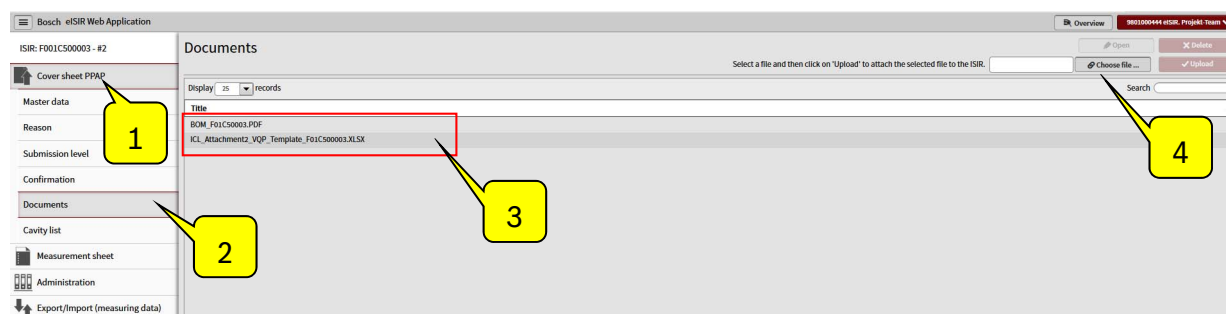 Bosch eISIR Web Application
Overview
9801000444 eISIR. Projekt-Team
ISIR: F001C500003 - #2
Documents
Open
Delete
Select a file and then click on 'Upload' to attach the selected file to the ISIR.
Choose file ...
Upload
Cover sheet PPAP
Display 25 records
Search
Master data
Title
Reason
BOM_F01C50003.PDF
ICL_Attachment2_VQP_Template_F01C500003.XLSX
Submission level
Confirmation
Documents
Cavity list
Measurement sheet
Administration
Export/Import (measuring data)
1
2
3
4